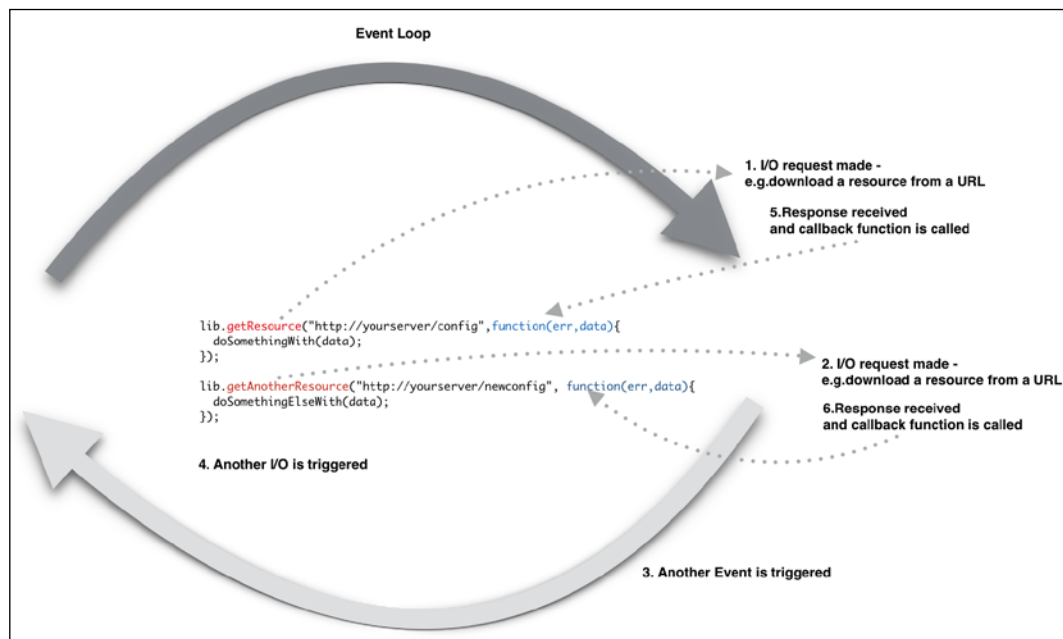 Event Loop
1. I/O request made -
e.g.download a resource from a URL
5.Response received
and callback function is called
lib.getResource("http://yourserver/config",function(err,data){
  doSomethingWith(data);
});
lib.getAnotherResource("http://yourserver/newconfig", function(err,data){
  doSomethingElseWith(data);
});
2. I/O request made -
e.g.download a resource from a URL
6.Response received
and callback function is called
4. Another I/O is triggered
3. Another Event is triggered